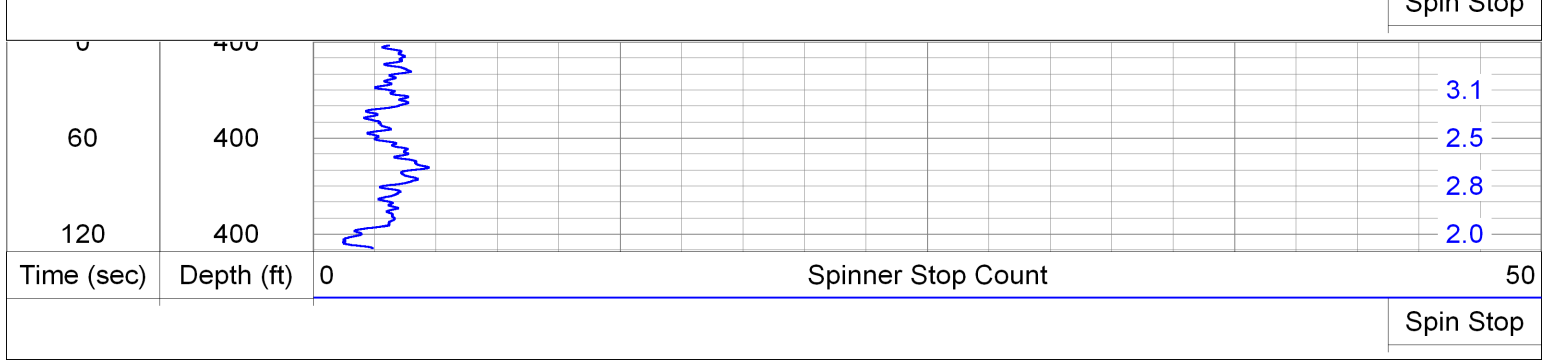 Spin Stop
0 400
3.1
60 400 2.5
2.8
120 400 2.0
Time (sec) Depth (ft) 0 Spinner Stop Count 50
Spin Stop